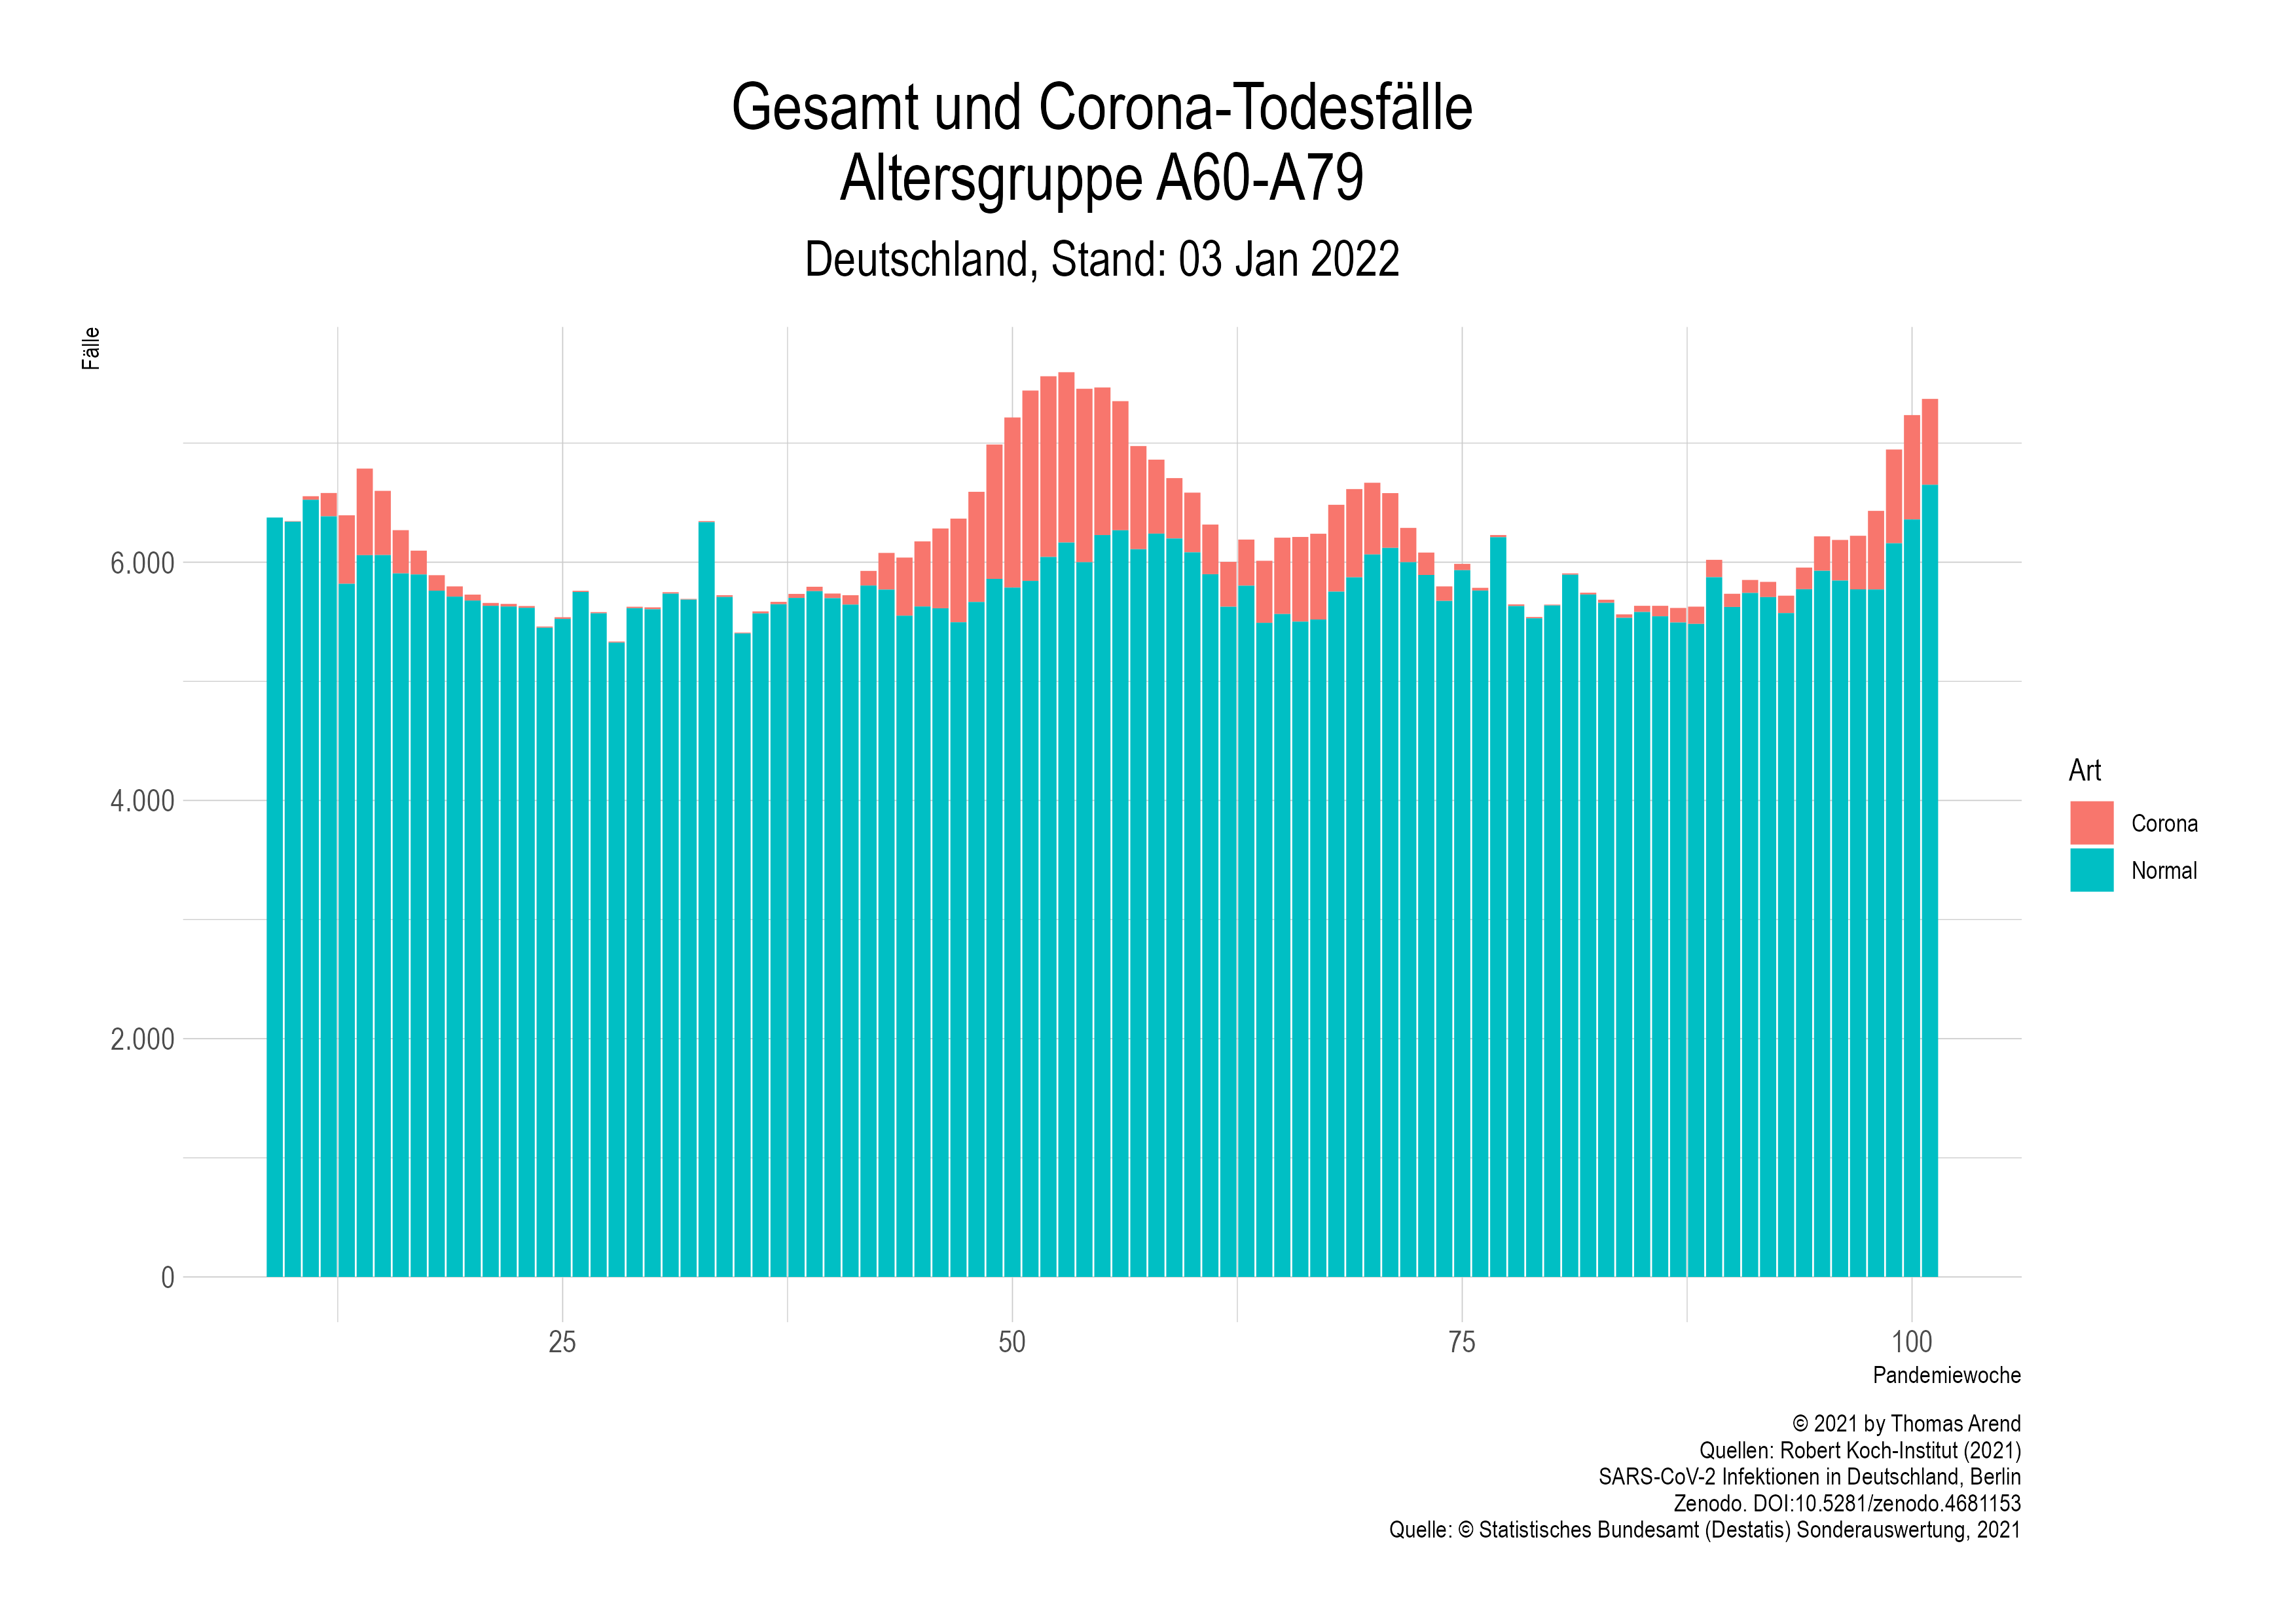 Gesamt und Corona-Todesfälle
Altersgruppe A60-A79
Deutschland, Stand: 03 Jan 2022
Fälle
6.000
4.000
2.000
0
25
50
75
100
Pandemiewoche
Art
Corona
Normal
© 2021 by Thomas Arend
Quellen: Robert Koch-Institut (2021)
SARS-CoV-2 Infektionen in Deutschland, Berlin
Zenodo. DOI:10.5281/zenodo.4681153
Quelle: © Statistisches Bundesamt (Destatis) Sonderauswertung, 2021